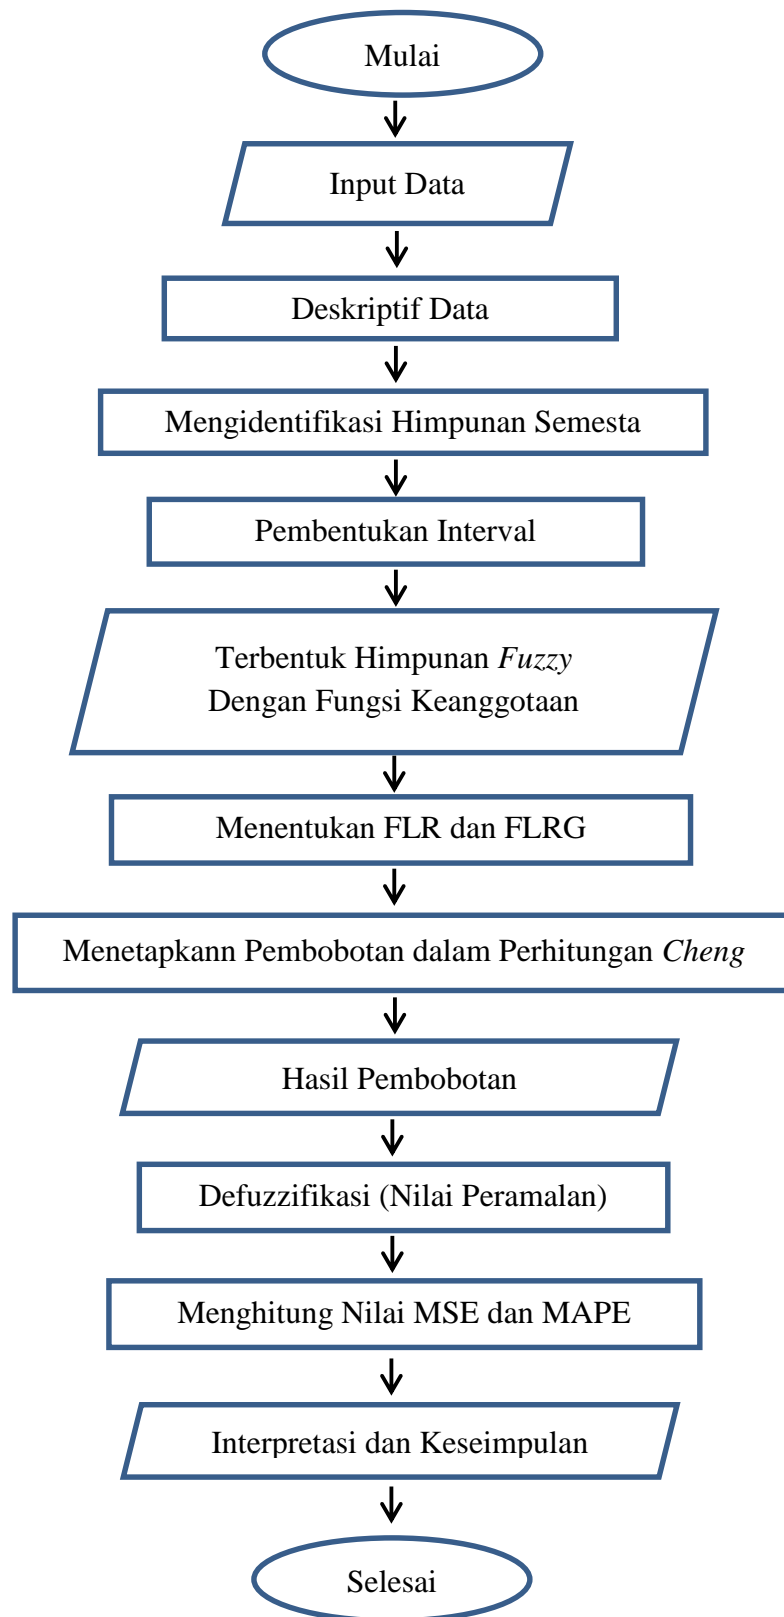 Mulai
Input Data
Deskriptif Data
Mengidentifikasi Himpunan Semesta
Pembentukan Interval
Terbentuk Himpunan Fuzzy
Dengan Fungsi Keanggotaan
Menentukan FLR dan FLRG
Menetapkann Pembobotan dalam Perhitungan Cheng
Hasil Pembobotan
Defuzzifikasi (Nilai Peramalan)
Menghitung Nilai MSE dan MAPE
Interpretasi dan Keseimpulan
Selesai